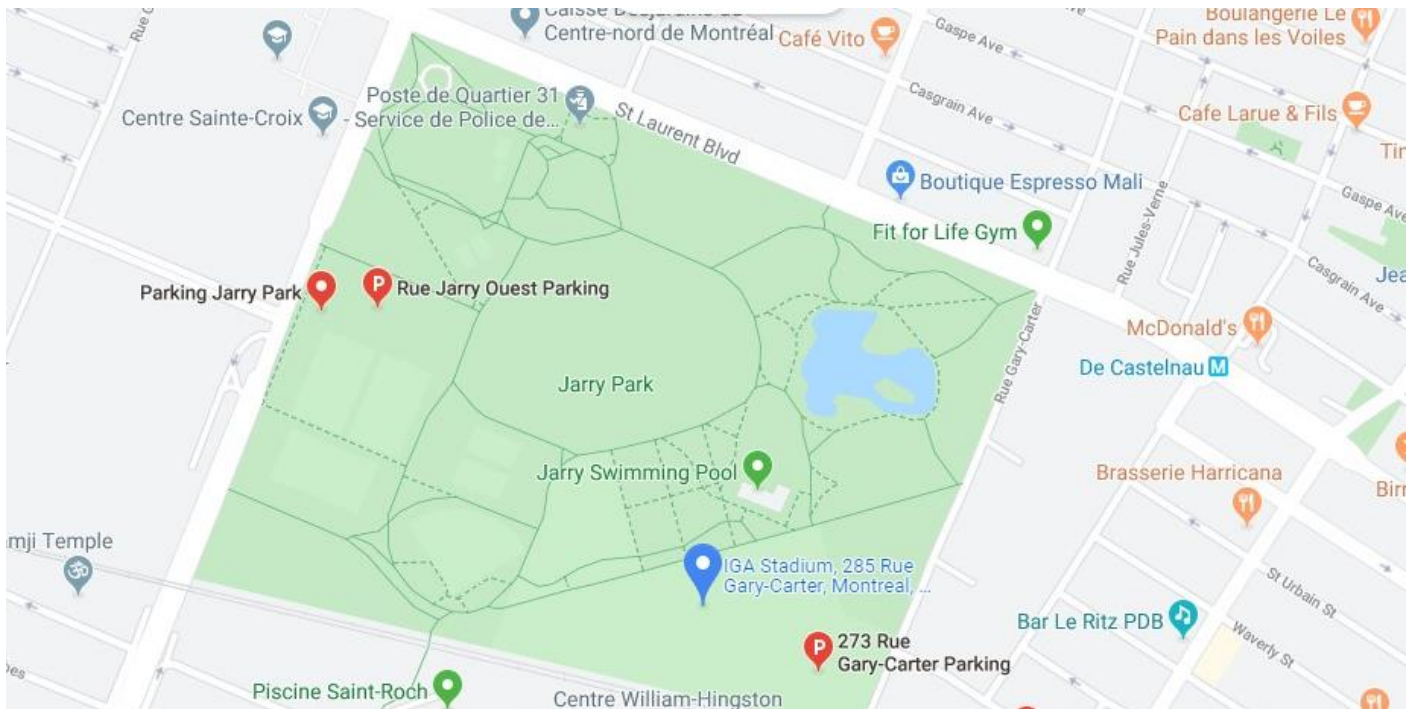 Rue G
Caisse Desjardins du
Centre-nord de Montréal
Café Vito
Gaspe Ave
Boulangerie Le
Pain dans les Voiles
Casgrain Ave
Cafe Larue & Fils
Centre Sainte-Croix
Poste de Quartier 31
- Service de Police de...
St Laurent Blvd
Boutique Espresso Mali
Rue Jules-Verne
Gaspe Ave
Fit for Life Gym
Casgrain Ave
Parking Jarry Park
Rue Jarry Ouest Parking
Rue Gary-Carter
McDonald's
De Castelnau M
Jarry Park
Jarry Swimming Pool
Brasserie Harricana
mji Temple
IGA Stadium, 285 Rue
Gary-Carter, Montreal, ...
St Urbain St
Bar Le Ritz PDB
Waverly St
273 Rue
Gary-Carter Parking
Piscine Saint-Roch
Centre William-Hingston